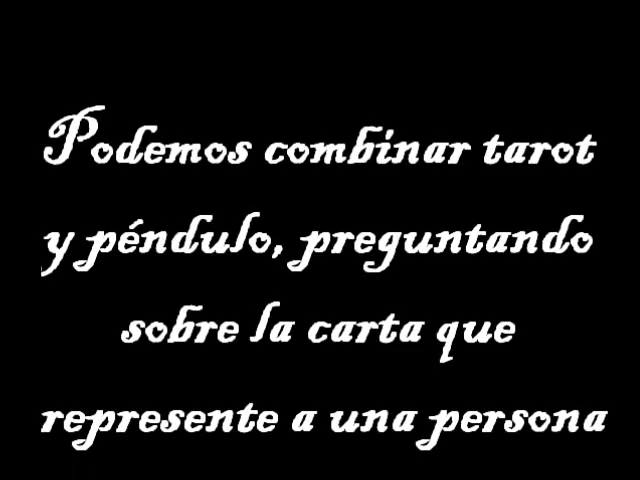 Podemos combinar tarot
y péndulo, preguntando
sobre la carta que
represente a una persona